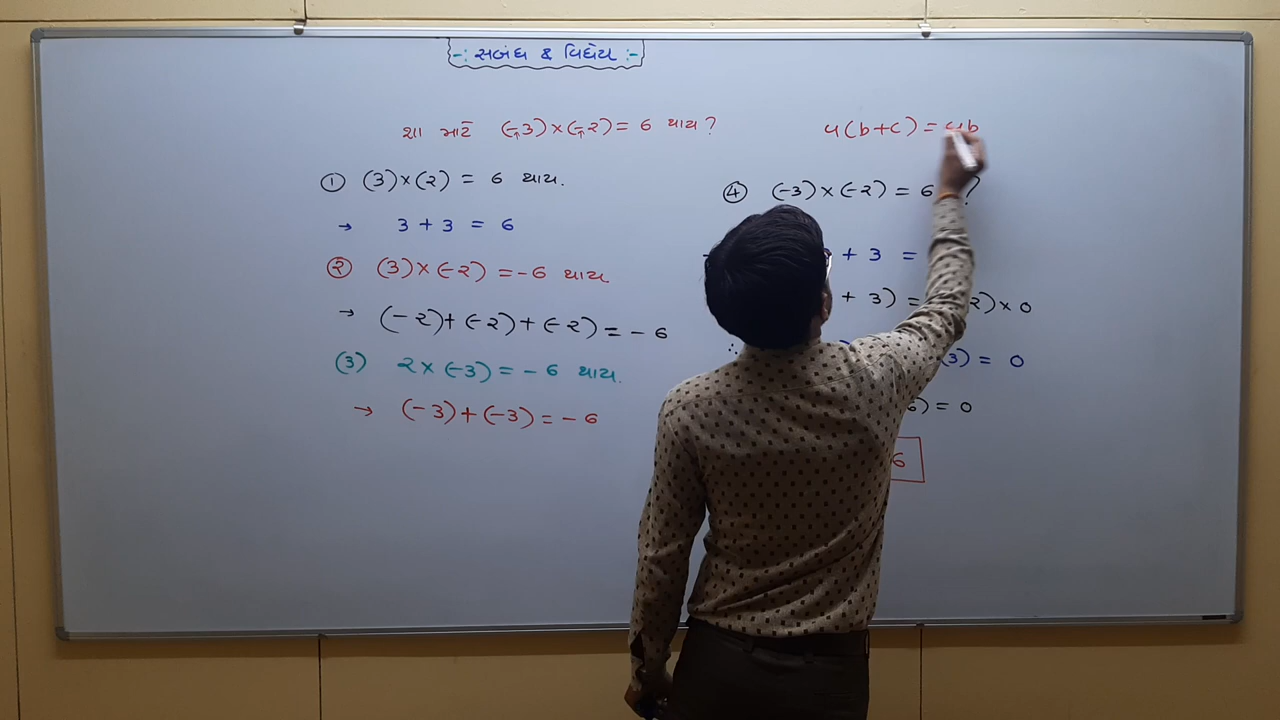 -: સબંધ & વિધેય :-
શા માટે (-3)×(-2) = 6 થાય ?
① (3)×(2) = 6 થાય.
→ 3 + 3 = 6
② (3)×(-2) = -6 થાય
→ (-2)+(-2)+(-2) = -6
(3) 2×(-3) = -6 થાય.
→ (-3)+(-3) = -6
a(b+c) = ab
④ (-3)×(-2) = 6 ?
+ 3 =
+ 3) = 2)×0
∴ (3) = 0
6) = 0
6